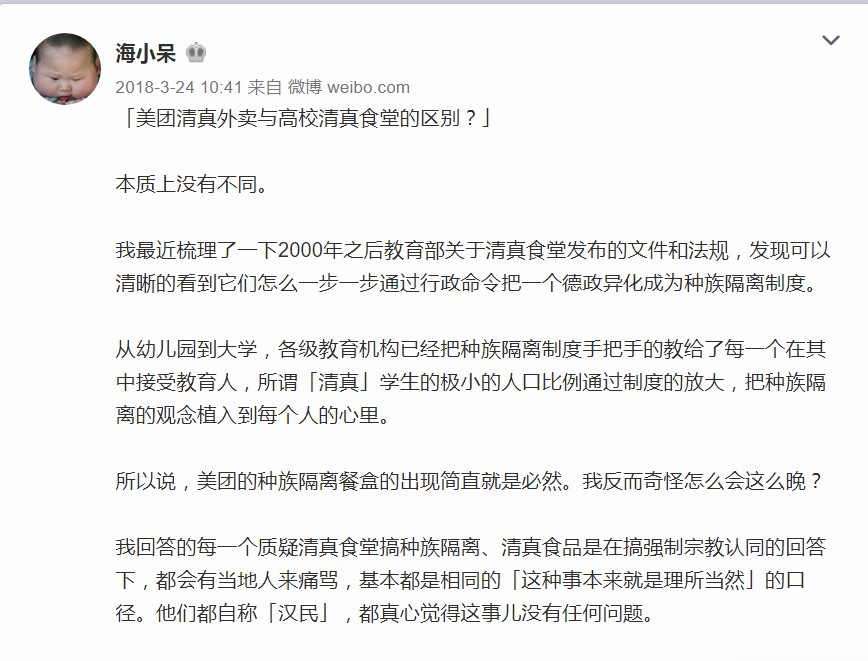 海小呆
2018-3-24 10:41 来自 微博 weibo.com
「美团清真外卖与高校清真食堂的区别？」
本质上没有不同。
我最近梳理了一下2000年之后教育部关于清真食堂发布的文件和法规，发现可以
清晰的看到它们怎么一步一步通过行政命令把一个德政异化成为种族隔离制度。
从幼儿园到大学，各级教育机构已经把种族隔离制度手把手的教给了每一个在其
中接受教育人，所谓「清真」学生的极小的人口比例通过制度的放大，把种族隔
离的观念植入到每个人的心里。
所以说，美团的种族隔离餐盒的出现简直就是必然。我反而奇怪怎么会这么晚？
我回答的每一个质疑清真食堂搞种族隔离、清真食品是在搞强制宗教认同的回答
下，都会有当地人来痛骂，基本都是相同的「这种事本来就是理所当然」的口
径。他们都自称「汉民」，都真心觉得这事儿没有任何问题。